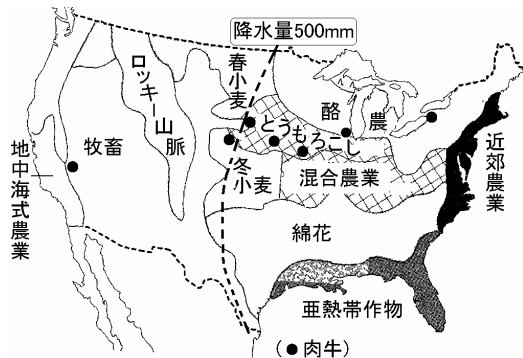 降水量500mm
春小麦
ロッキー山脈
酪農
とうもろこし
牧畜
地中海式農業
近郊農業
冬小麦
混合農業
綿花
亜熱帯作物
(●肉牛)